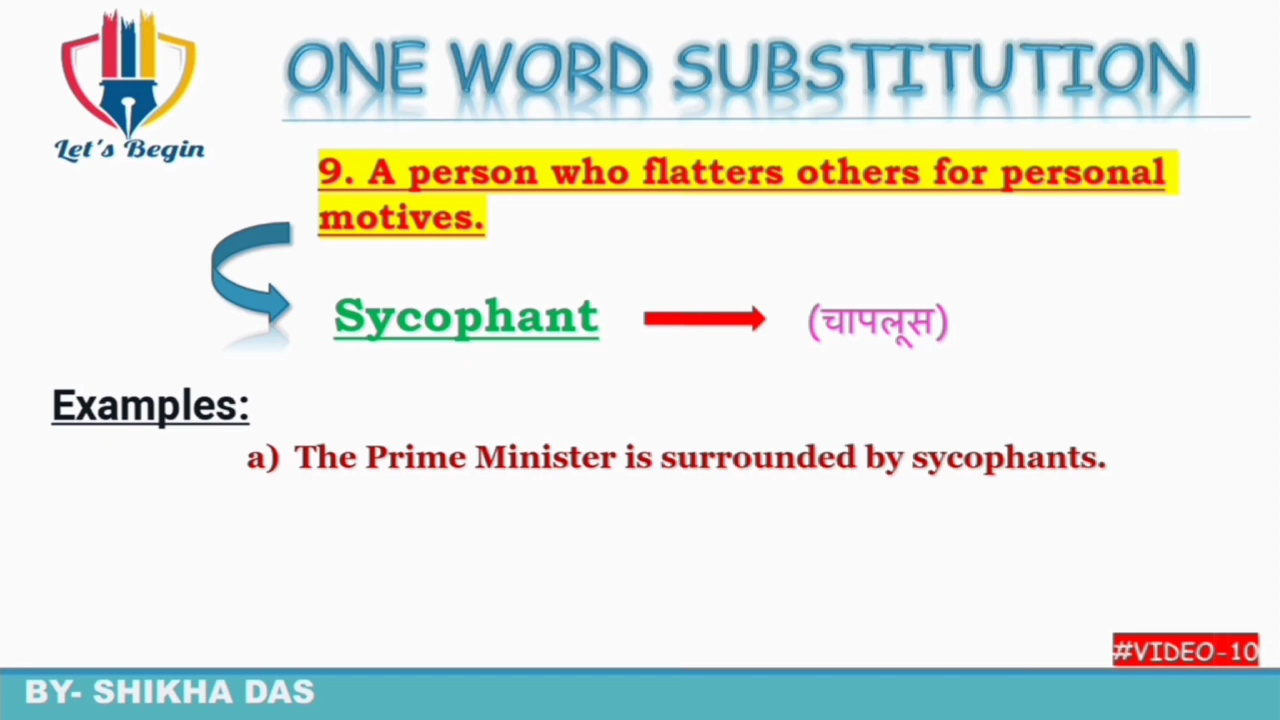 Let's Begin
ONE WORD SUBSTITUTION
9. A person who flatters others for personal
motives.
Sycophant
(चापलूस)
Examples:
a) The Prime Minister is surrounded by sycophants.
#VIDEO-10
BY- SHIKHA DAS